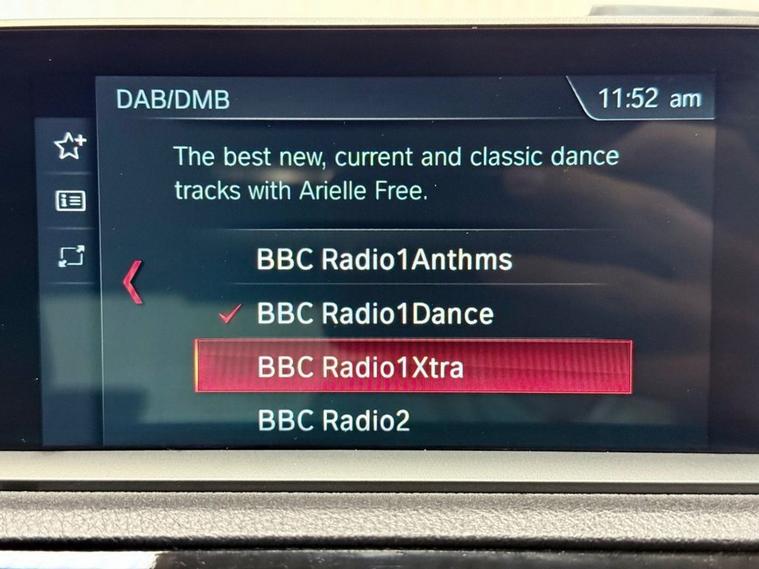 DAB/DMB
11:52 am
The best new, current and classic dance
tracks with Arielle Free.
BBC Radio1Anthms
BBC Radio1Dance
BBC Radio1Xtra
BBC Radio2